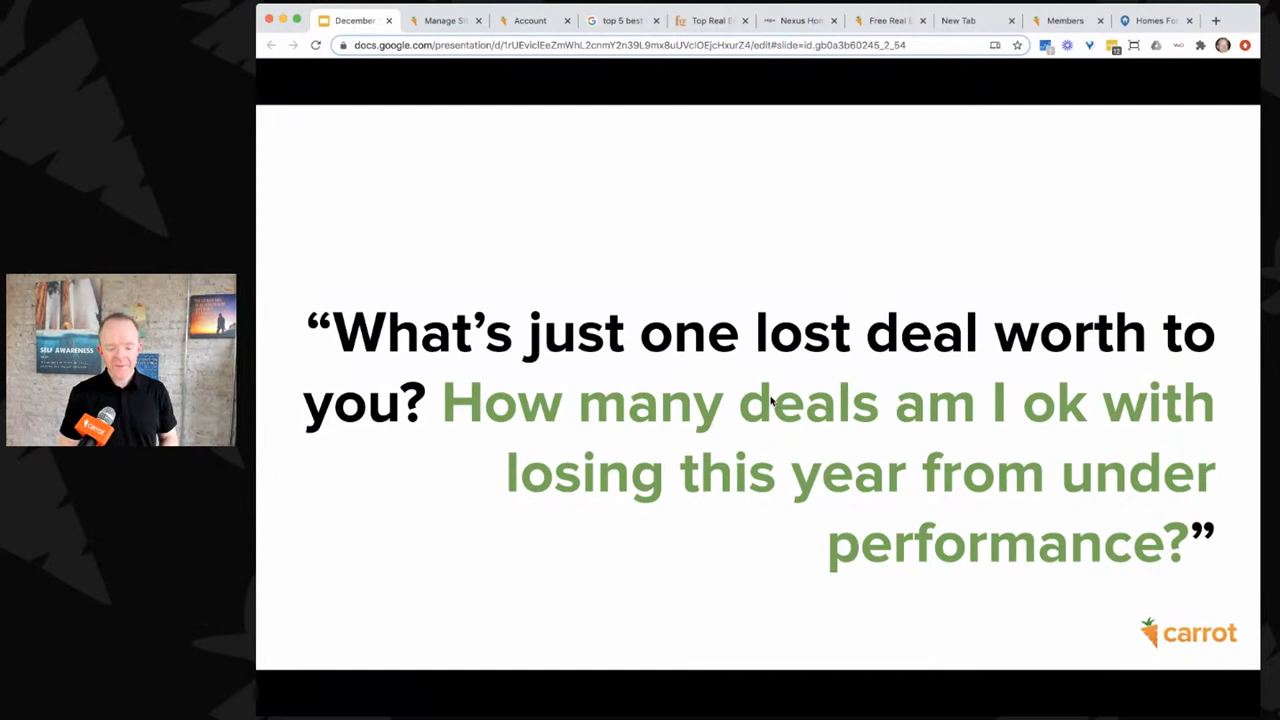 December
Manage Si
Account
top 5 best
Top Real E
Nexus Hom
Free Real E
New Tab
Members
Homes For
docs.google.com/presentation/d/1rUEviclEeZmWhL2cnmY2n39L9mx8uUVclOEjcHxurZ4/edit#slide=id.gb0a3b60245_2_54
“What’s just one lost deal worth to
you? How many deals am I ok with
losing this year from under
performance?”
carrot
SELF AWARENESS
carrot